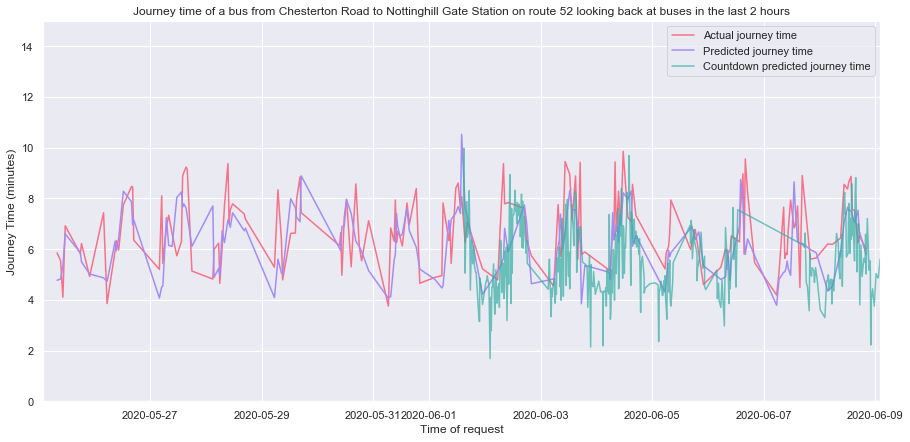 Journey time of a bus from Chesterton Road to Nottinghill Gate Station on route 52 looking back at buses in the last 2 hours
Actual journey time
Predicted journey time
Countdown predicted journey time
Journey Time (minutes)
14
12
10
8
6
4
2
0
2020-05-27
2020-05-29
2020-05-31
2020-06-01
2020-06-03
2020-06-05
2020-06-07
2020-06-09
Time of request